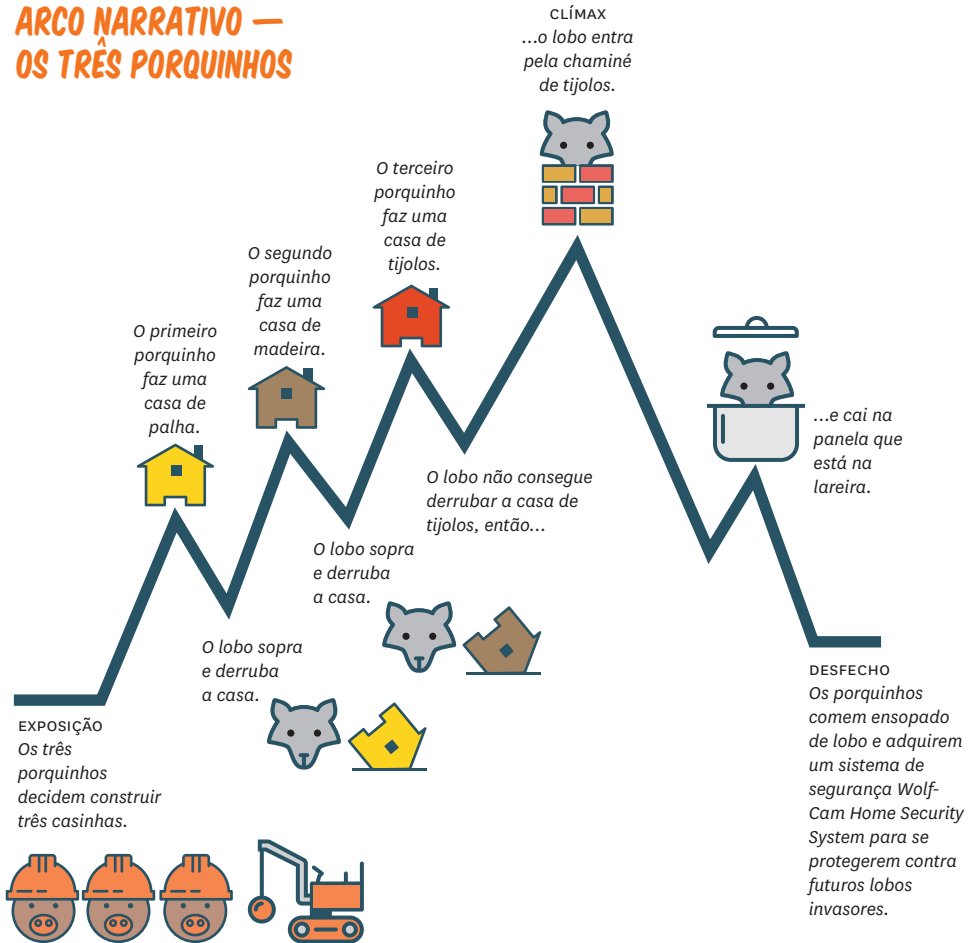 ARCO NARRATIVO —
OS TRÊS PORQUINHOS
EXPOSIÇÃO
Os três
porquinhos
decidem construir
três casinhas.
O primeiro
porquinho
faz uma
casa de
palha.
O lobo sopra
e derruba
a casa.
O segundo
porquinho
faz uma
casa de
madeira.
O lobo sopra
e derruba
a casa.
O terceiro
porquinho
faz uma
casa de
tijolos.
O lobo não consegue
derrubar a casa de
tijolos, então...
CLÍMAX
...o lobo entra
pela chaminé
de tijolos.
...e cai na
panela que
está na
lareira.
DESFECHO
Os porquinhos
comem ensopado
de lobo e adquirem
um sistema de
segurança Wolf-
Cam Home Security
System para se
protegerem contra
futuros lobos
invasores.